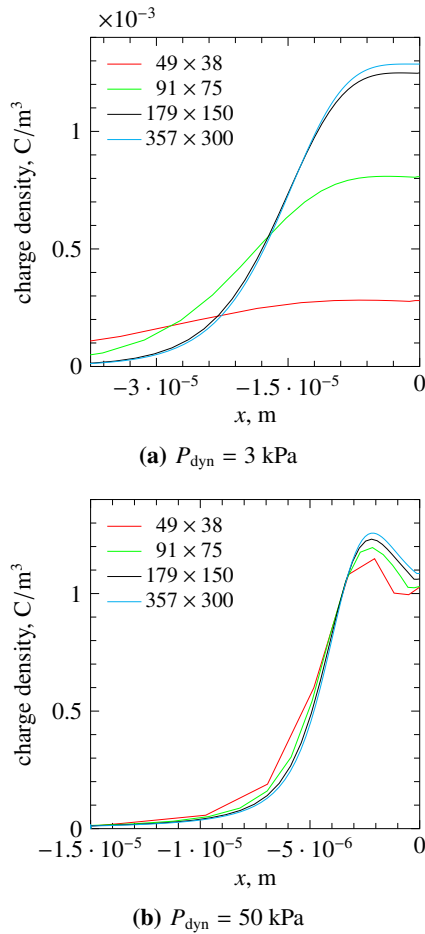 ×10⁻³
49 × 38
91 × 75
179 × 150
357 × 300
1
0.5
0
charge density, C/m³
−3 · 10⁻⁵
−1.5 · 10⁻⁵
0
x, m
(a) P_dyn = 3 kPa
49 × 38
91 × 75
179 × 150
357 × 300
1
0.5
0
charge density, C/m³
−1.5 · 10⁻⁵
−1 · 10⁻⁵
−5 · 10⁻⁶
0
x, m
(b) P_dyn = 50 kPa